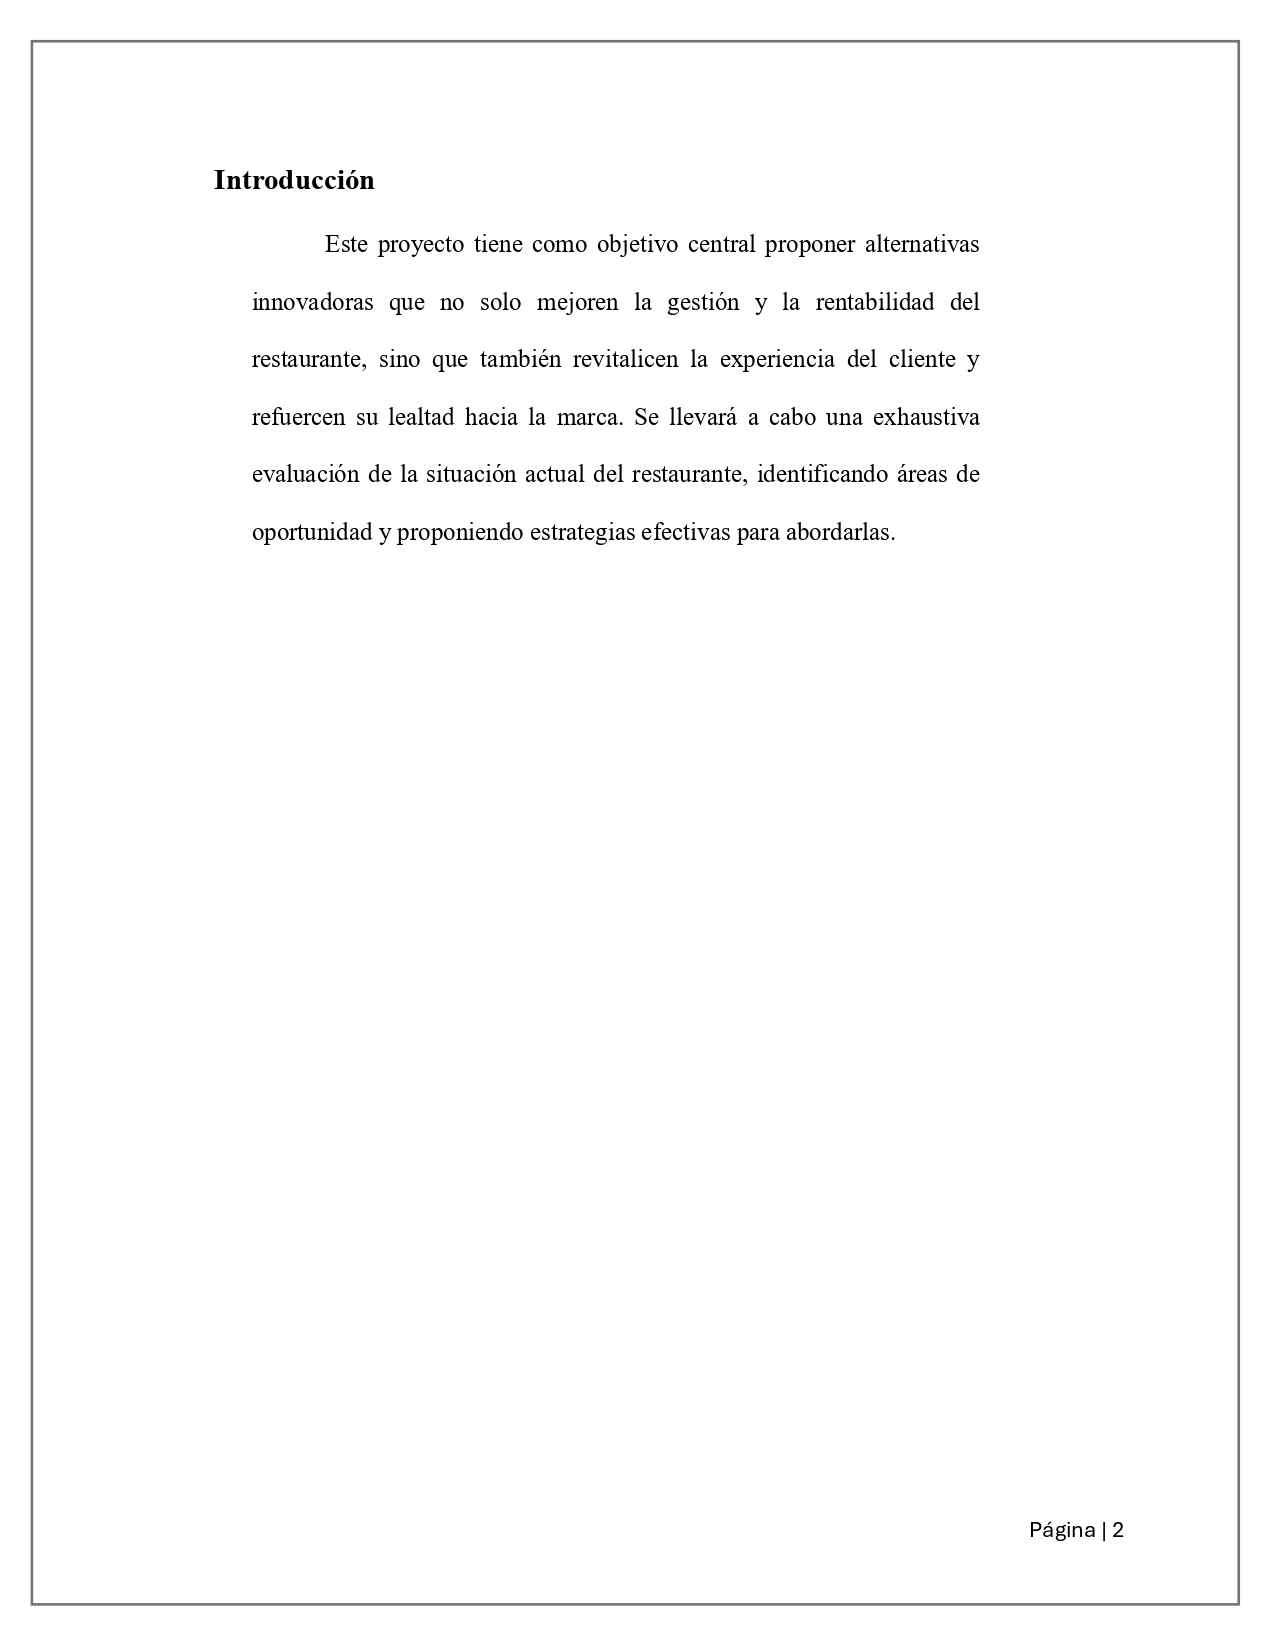 Introducción
Este proyecto tiene como objetivo central proponer alternativas
innovadoras que no solo mejoren la gestión y la rentabilidad del
restaurante, sino que también revitalicen la experiencia del cliente y
refuercen su lealtad hacia la marca. Se llevará a cabo una exhaustiva
evaluación de la situación actual del restaurante, identificando áreas de
oportunidad y proponiendo estrategias efectivas para abordarlas.
Página | 2